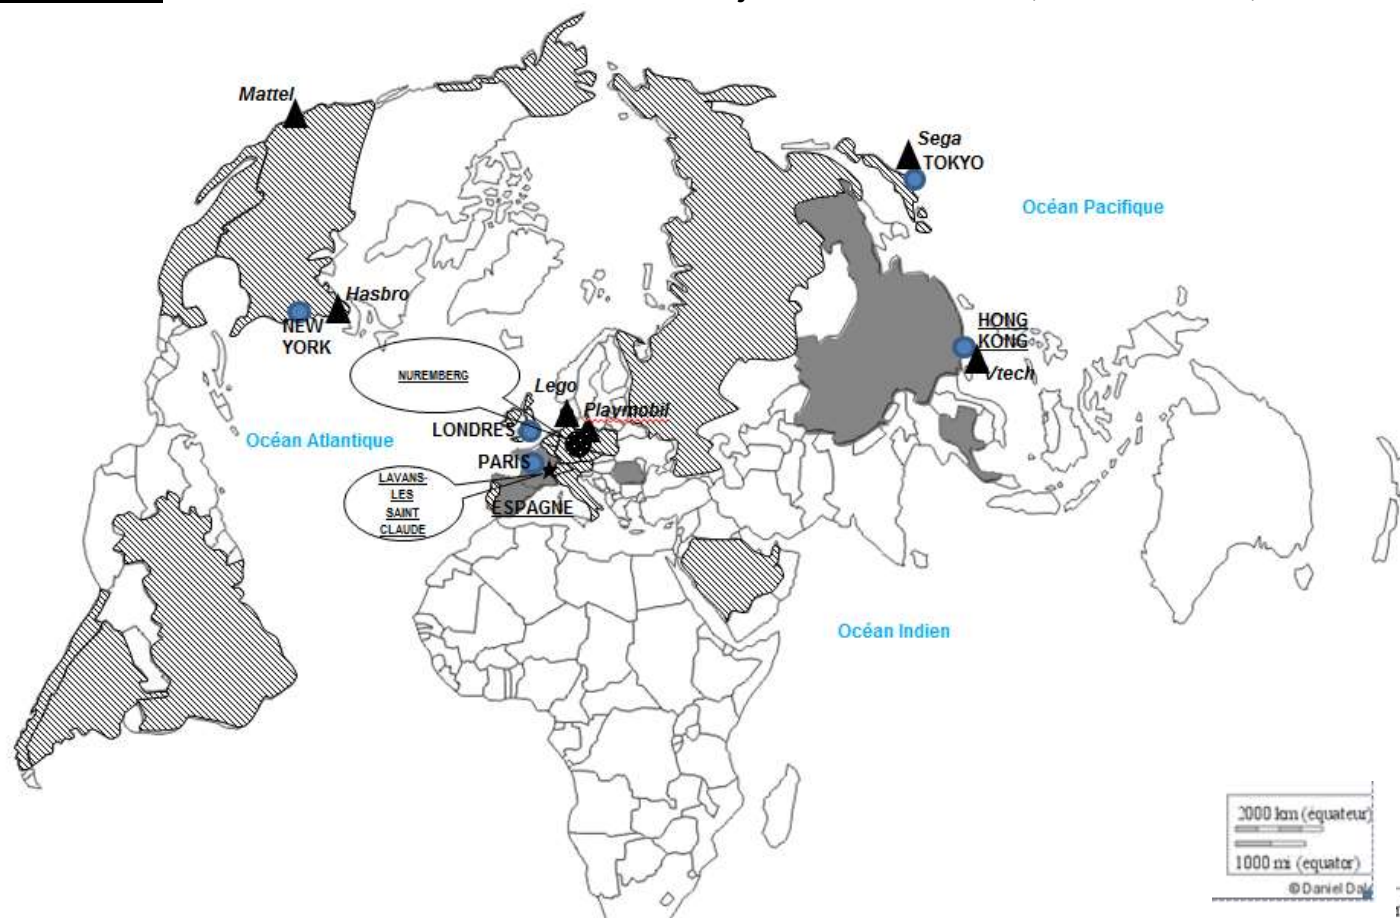 Mattel
Sega
TOKYO
Océan Pacifique
Hasbro
NEW
YORK
HONG
KONG
Vtech
NUREMBERG
Lego
Playmobil
LONDRES
Océan Atlantique
PARIS
LAVANS-
LES
SAINT
CLAUDE
ESPAGNE
Océan Indien
2000 km (équateur)
1000 mi (equator)
© Daniel Dal